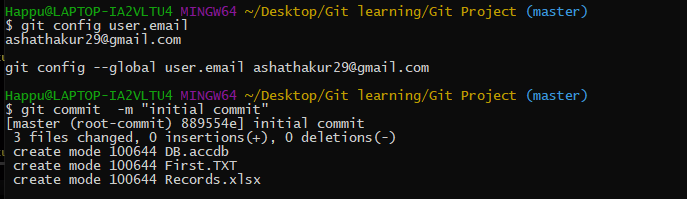 Happu@LAPTOP-IA2VLTU4 MINGW64 ~/Desktop/Git learning/Git Project (master)
$ git config user.email
ashathakur29@gmail.com
git config --global user.email ashathakur29@gmail.com
Happu@LAPTOP-IA2VLTU4 MINGW64 ~/Desktop/Git learning/Git Project (master)
$ git commit  -m "initial commit"
[master (root-commit) 889554e] initial commit
 3 files changed, 0 insertions(+), 0 deletions(-)
 create mode 100644 DB.accdb
 create mode 100644 First.TXT
 create mode 100644 Records.xlsx